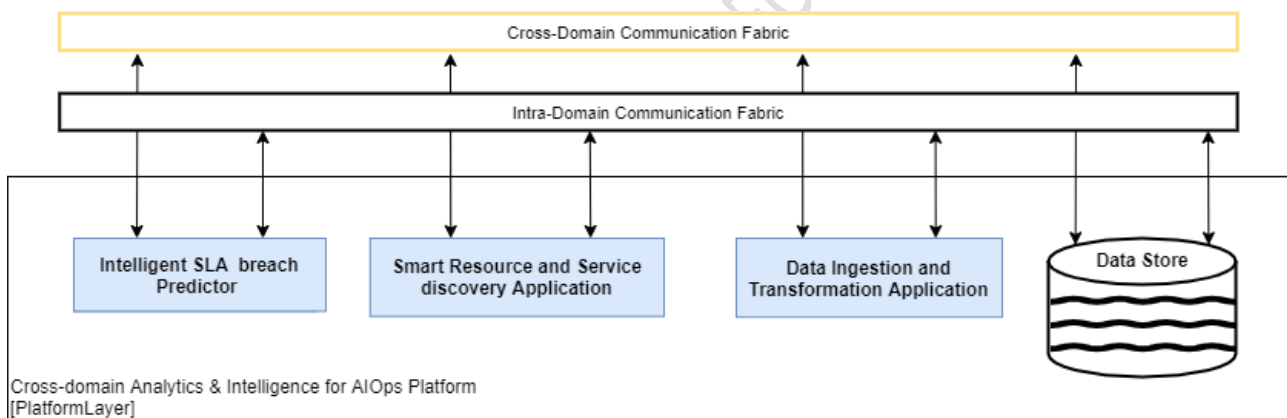 Cross-Domain Communication Fabric
Intra-Domain Communication Fabric
Intelligent SLA breach
Predictor
Smart Resource and Service
discovery Application
Data Ingestion and
Transformation Application
Data Store
Cross-domain Analytics & Intelligence for AIOps Platform
[PlatformLayer]